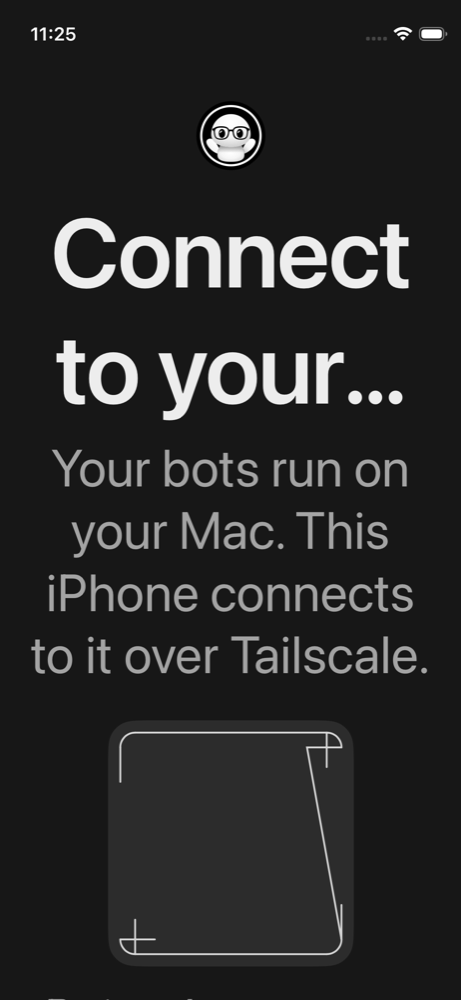 11:25
Connect
to your...
Your bots run on
your Mac. This
iPhone connects
to it over Tailscale.